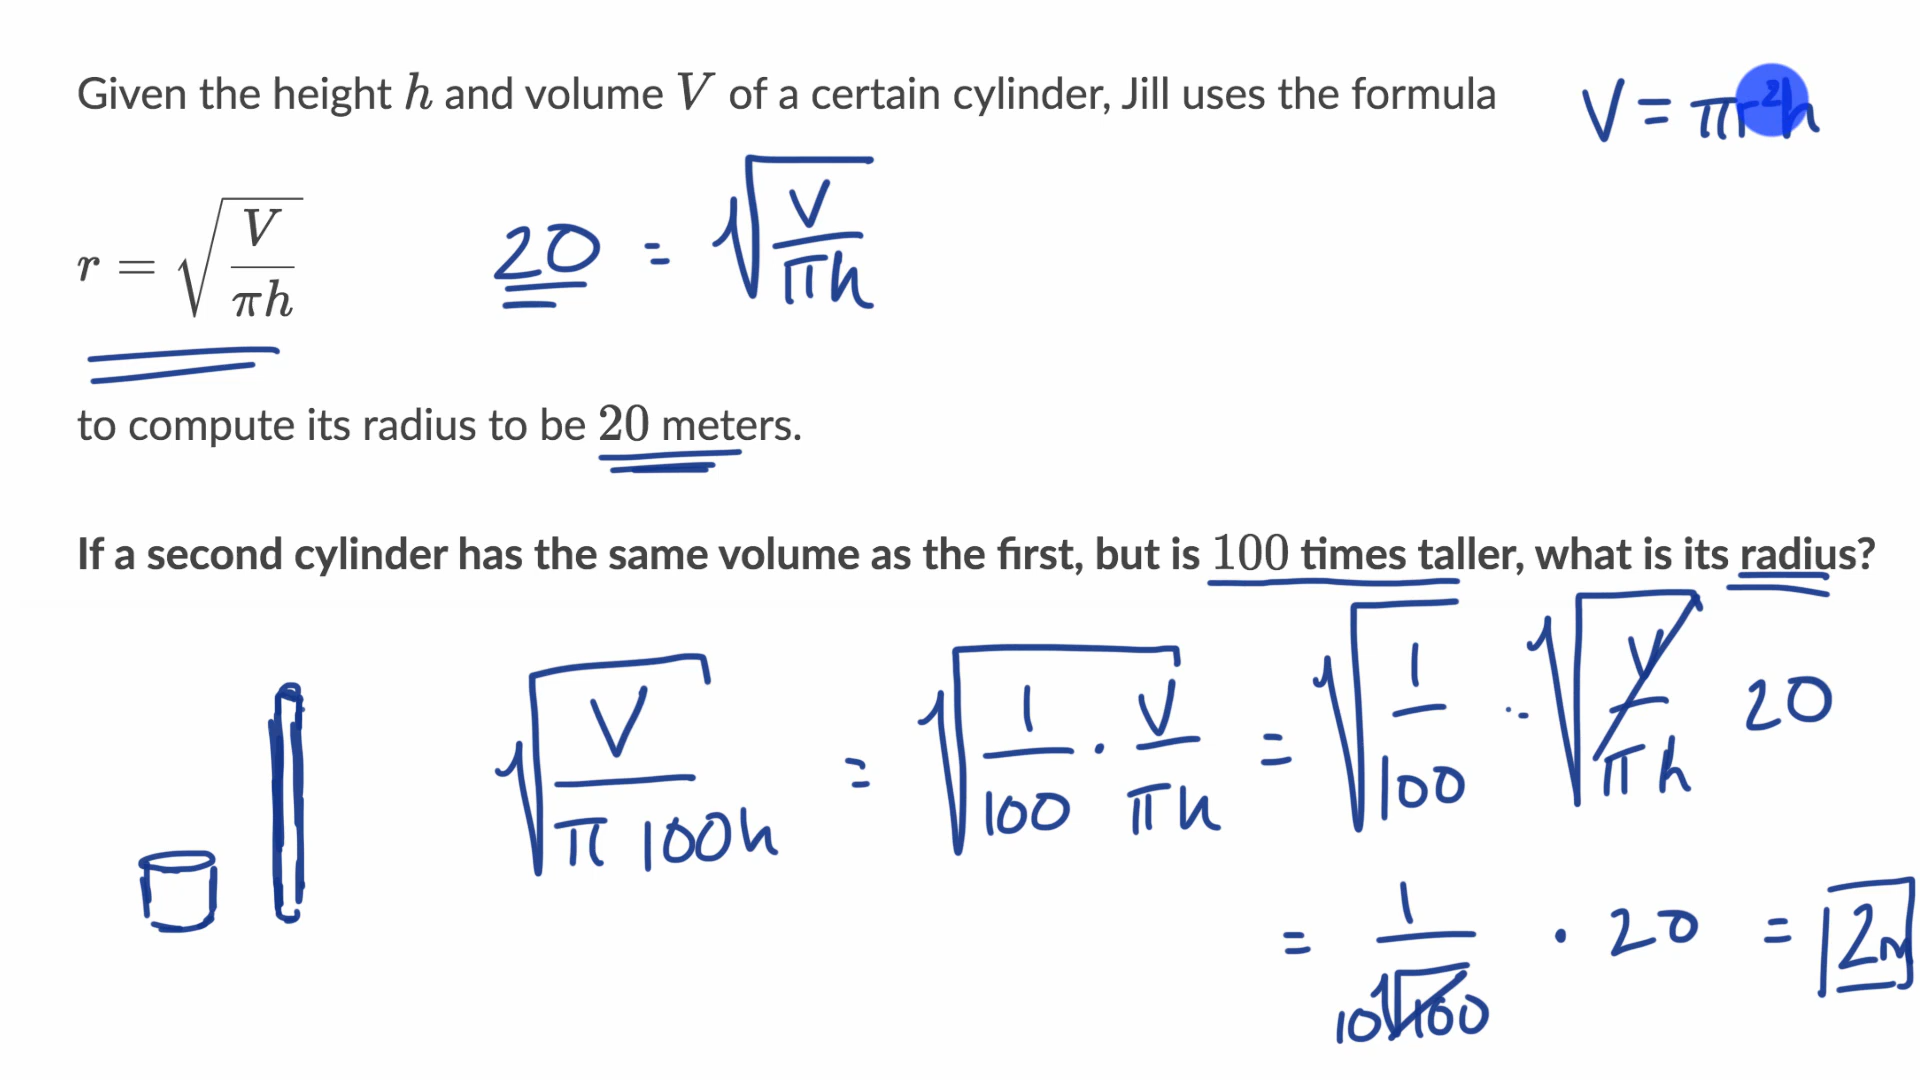 Given the height h and volume V of a certain cylinder, Jill uses the formula
V = πr²h
r = √(V/πh)
20 = √(V/πh)
to compute its radius to be 20 meters.
If a second cylinder has the same volume as the first, but is 100 times taller, what is its radius?
√(V/π 100h) = √(1/100 · V/πh) = √(1/100) · √(V/πh) 20
= 1/10√100 · 20 = 2m